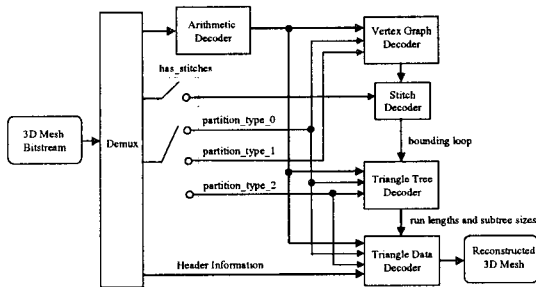 Arithmetic
Decoder
Vertex Graph
Decoder
has_stitches
Stitch
Decoder
3D Mesh
Bitstream
Demux
partition_type_0
bounding loop
partition_type_1
Triangle Tree
Decoder
partition_type_2
run lengths and subtree sizes
Header Information
Triangle Data
Decoder
Reconstructed
3D Mesh